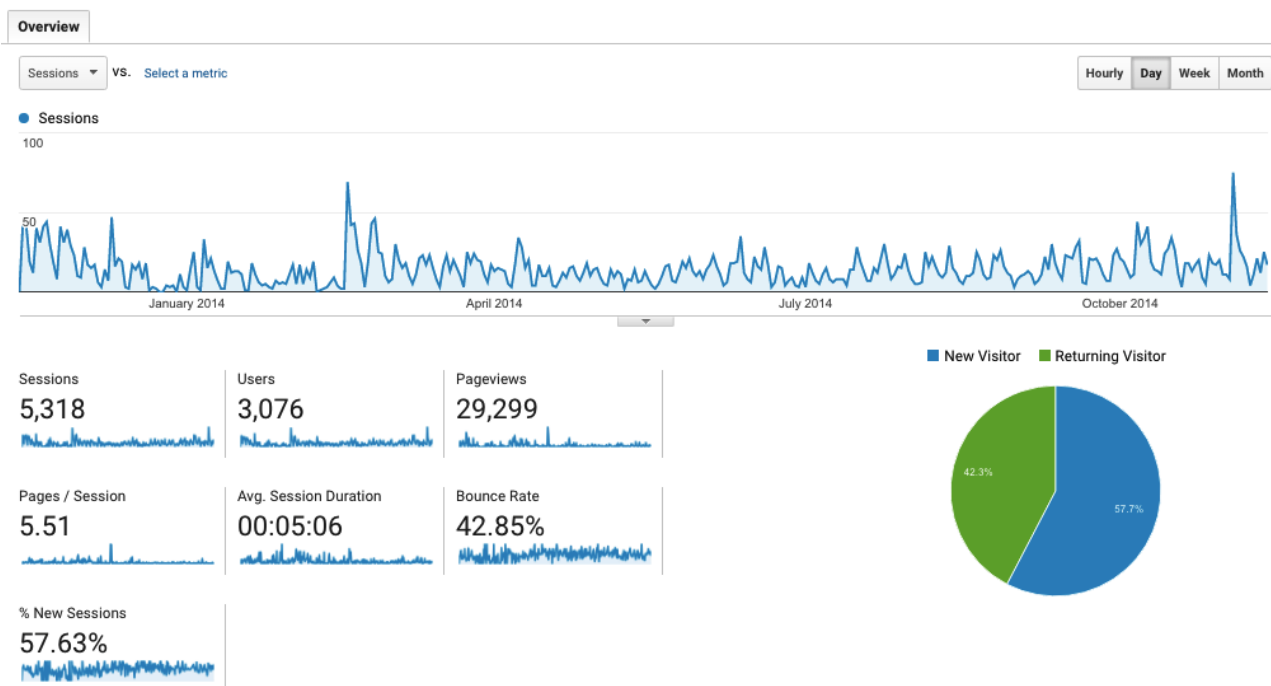 Overview
Sessions VS. Select a metric
Hourly Day Week Month
Sessions
100
50
January 2014 April 2014 July 2014 October 2014
New Visitor Returning Visitor
Sessions Users Pageviews
5,318 3,076 29,299
Pages / Session Avg. Session Duration Bounce Rate
5.51 00:05:06 42.85%
42.3%
57.7%
% New Sessions
57.63%